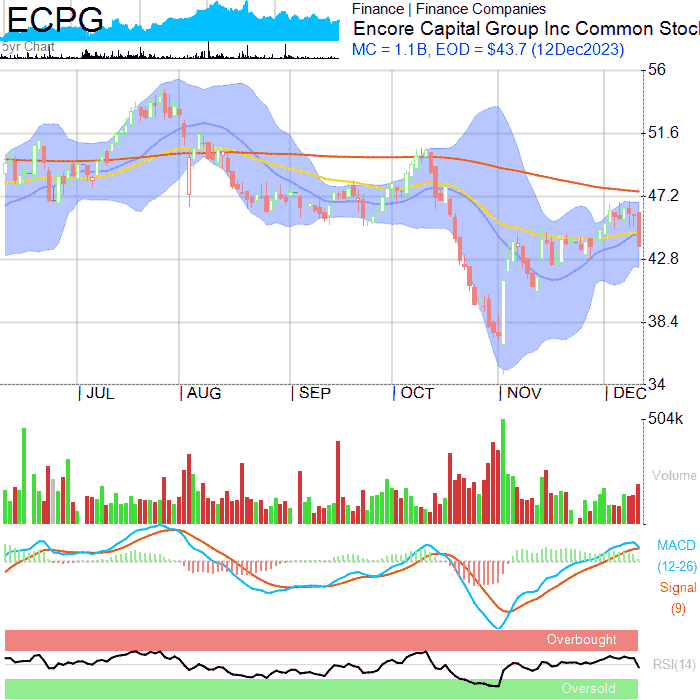 ECPG
5yr Chart
Finance | Finance Companies
Encore Capital Group Inc Common Stoc
MC = 1.1B, EOD = $43.7 (12Dec2023)
56
51.6
47.2
42.8
38.4
34
| JUL | AUG | SEP | OCT | NOV | DEC
504k
Volume
MACD
(12-26)
Signal
(9)
Overbought
RSI(14)
Oversold